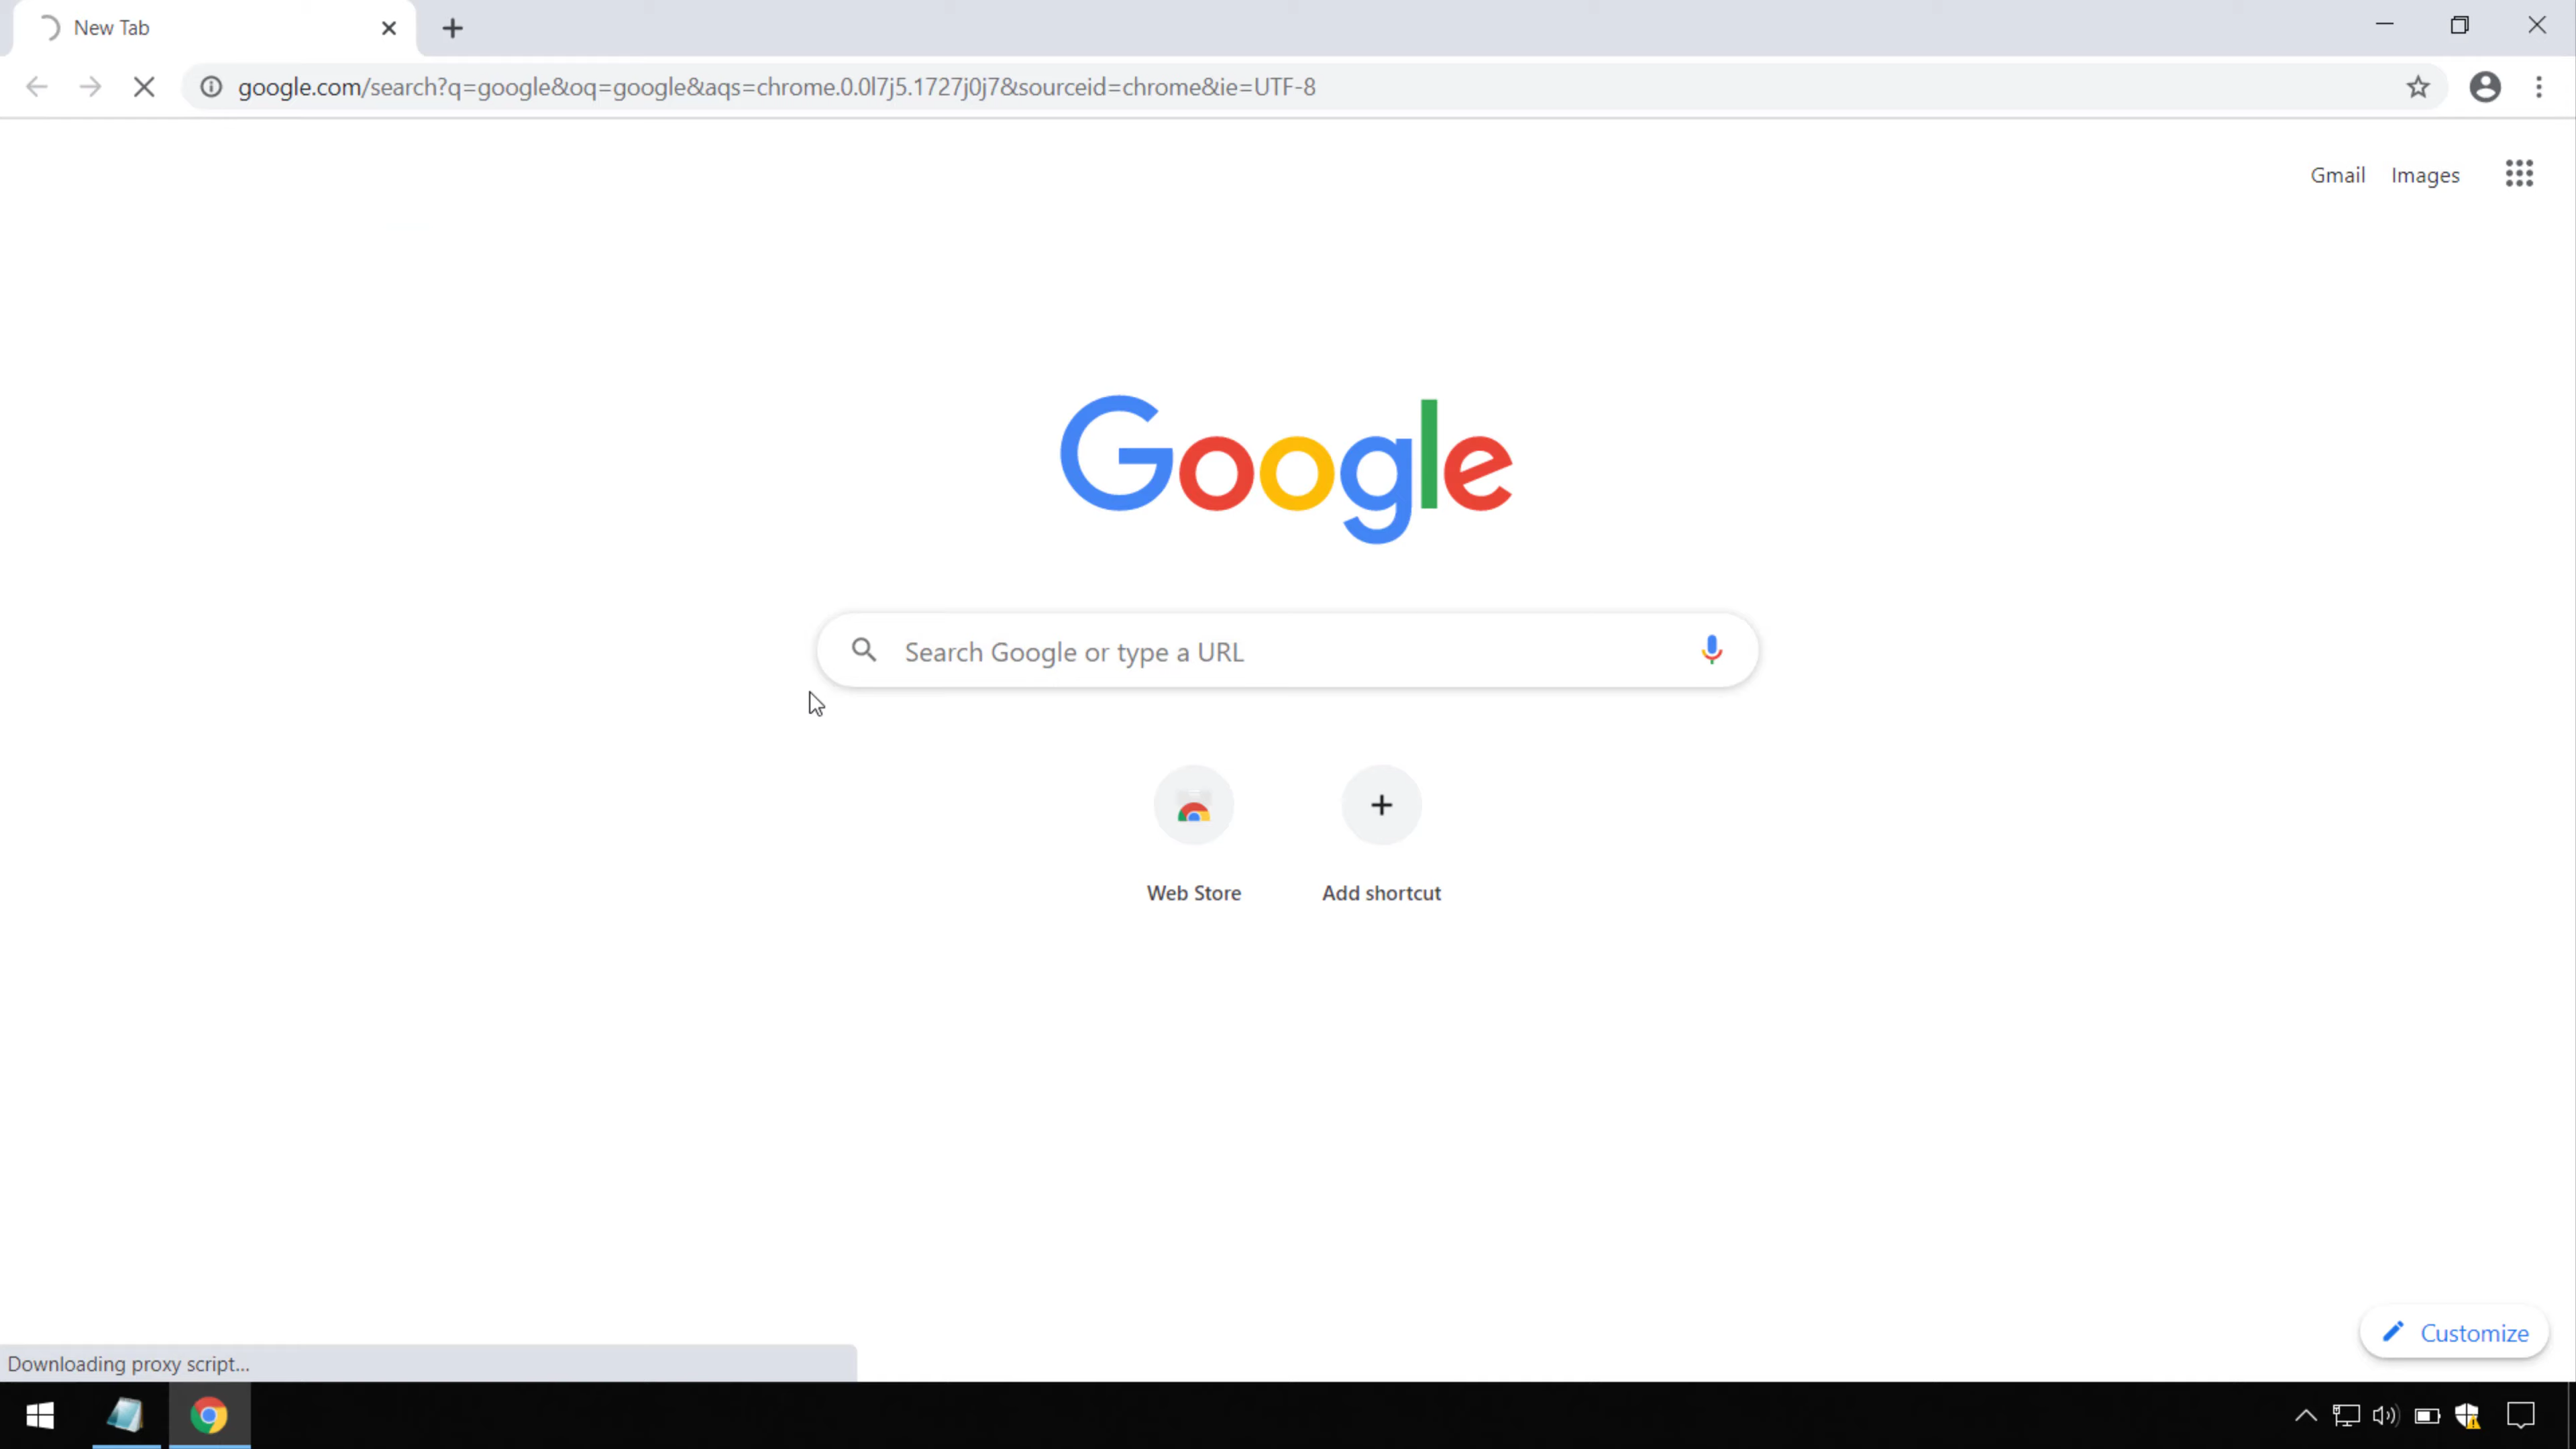 New Tab
google.com/search?q=google&oq=google&aqs=chrome.0.0l7j5.1727j0j7&sourceid=chrome&ie=UTF-8
Gmail Images
Google
Search Google or type a URL
Web Store Add shortcut
Customize
Downloading proxy script...